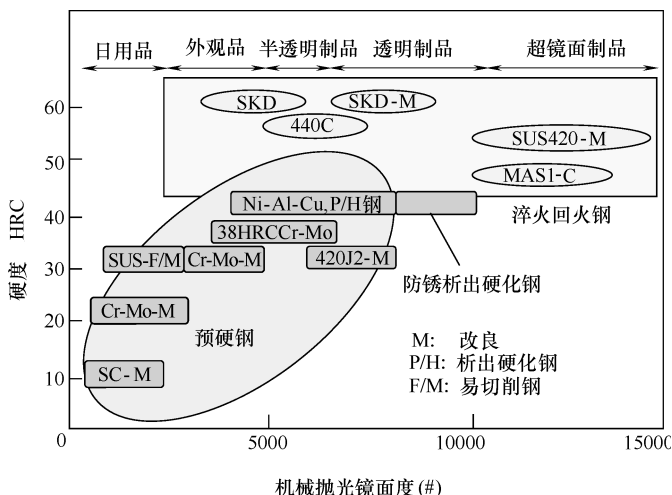 日用品 外观品 半透明制品 透明制品 超镜面制品
60
SKD SKD-M
440C
SUS420-M
50
MAS1-C
淬火回火钢
40
Ni-Al-Cu,P/H钢
38HRCCr-Mo
硬度 HRC
SUS-F/M Cr-Mo-M 420J2-M
30
防锈析出硬化钢
20
Cr-Mo-M
预硬钢
M: 改良
P/H: 析出硬化钢
F/M: 易切削钢
10
SC-M
0 5000 10000 15000
机械抛光镜面度(#)